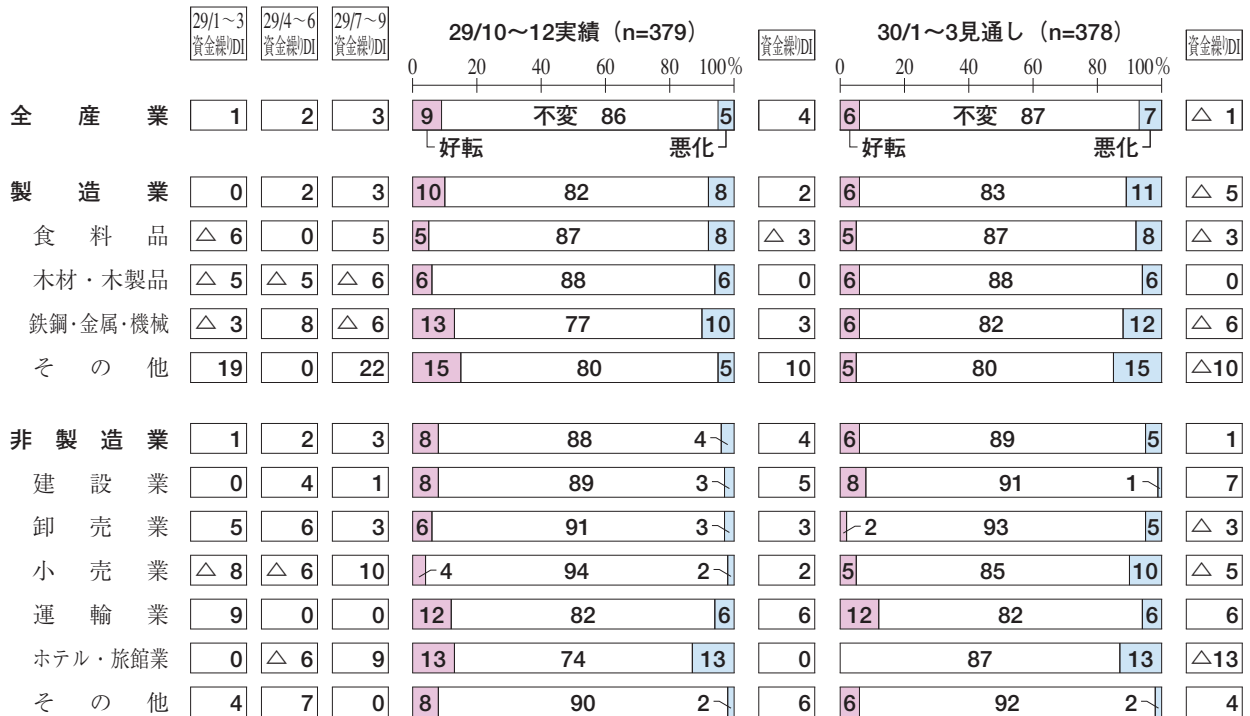 29/1～3 29/4～6 29/7～9 29/10～12実績（n=379） 30/1～3見通し（n=378）
資金繰りDI 資金繰りDI 資金繰りDI 資金繰りDI 資金繰りDI
0 20 40 60 80 100% 0 20 40 60 80 100%
全産業 1 2 3 9 不変 86 5 4 6 不変 87 7 △ 1
好転 悪化 好転 悪化
製造業 0 2 3 10 82 8 2 6 83 11 △ 5
食料品 △ 6 0 5 5 87 8 △ 3 5 87 8 △ 3
木材・木製品 △ 5 △ 5 △ 6 6 88 6 0 6 88 6 0
鉄鋼・金属・機械 △ 3 8 △ 6 13 77 10 3 6 82 12 △ 6
その他 19 0 22 15 80 5 10 5 80 15 △10
非製造業 1 2 3 8 88 4 4 6 89 5 1
建設業 0 4 1 8 89 3 5 8 91 1 7
卸売業 5 6 3 6 91 3 3 2 93 5 △ 3
小売業 △ 8 △ 6 10 4 94 2 2 5 85 10 △ 5
運輸業 9 0 0 12 82 6 6 12 82 6 6
ホテル・旅館業 0 △ 6 9 13 74 13 0 87 13 △13
その他 4 7 0 8 90 2 6 6 92 2 4